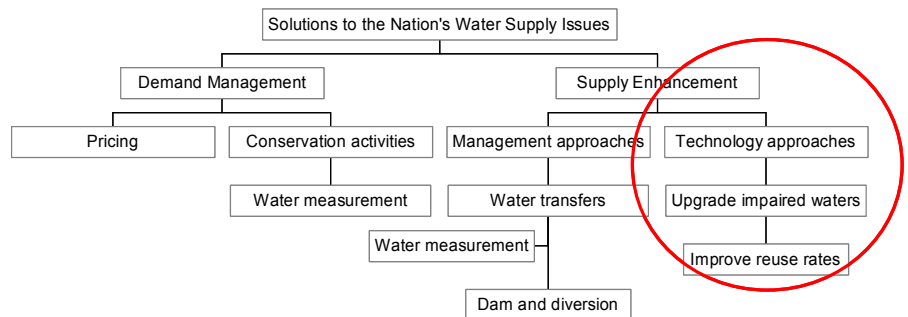 Solutions to the Nation's Water Supply Issues
Demand Management
Supply Enhancement
Pricing
Conservation activities
Management approaches
Technology approaches
Water measurement
Water transfers
Upgrade impaired waters
Water measurement
Improve reuse rates
Dam and diversion